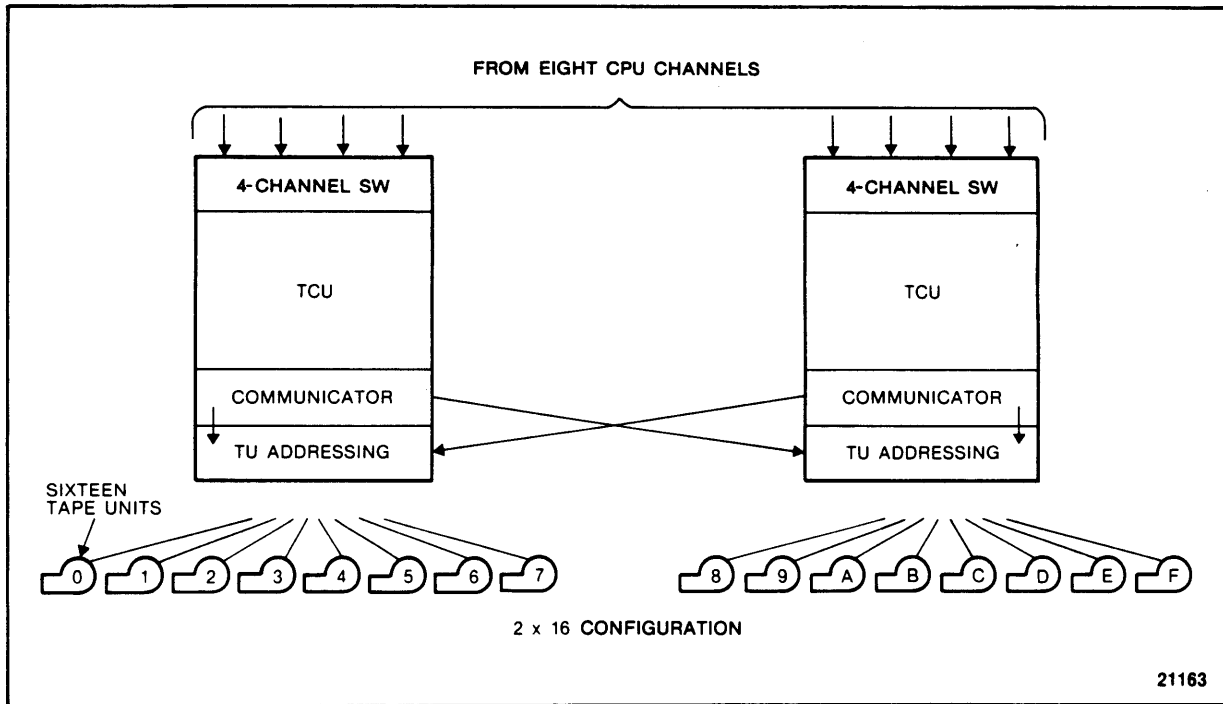 FROM EIGHT CPU CHANNELS
4-CHANNEL SW
4-CHANNEL SW
TCU
TCU
COMMUNICATOR
COMMUNICATOR
TU ADDRESSING
TU ADDRESSING
SIXTEEN
TAPE UNITS
0 1 2 3 4 5 6 7
8 9 A B C D E F
2 x 16 CONFIGURATION
21163